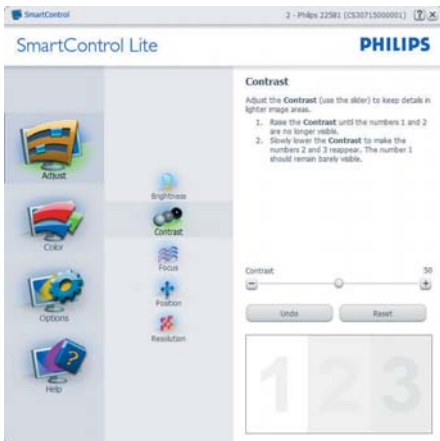 SmartControl
2 - Philips 225B1 (CS30715000001)
SmartControl Lite
PHILIPS
Adjust
Color
Options
Help
Brightness
Contrast
Focus
Position
Resolution
Contrast
Adjust the Contrast (use the slider) to keep details in
lighter image areas.
1. Raise the Contrast until the numbers 1 and 2
are no longer visible.
2. Slowly lower the Contrast to make the
numbers 2 and 3 reappear. The number 1
should remain barely visible.
Contrast
50
Undo
Reset
1 2 3